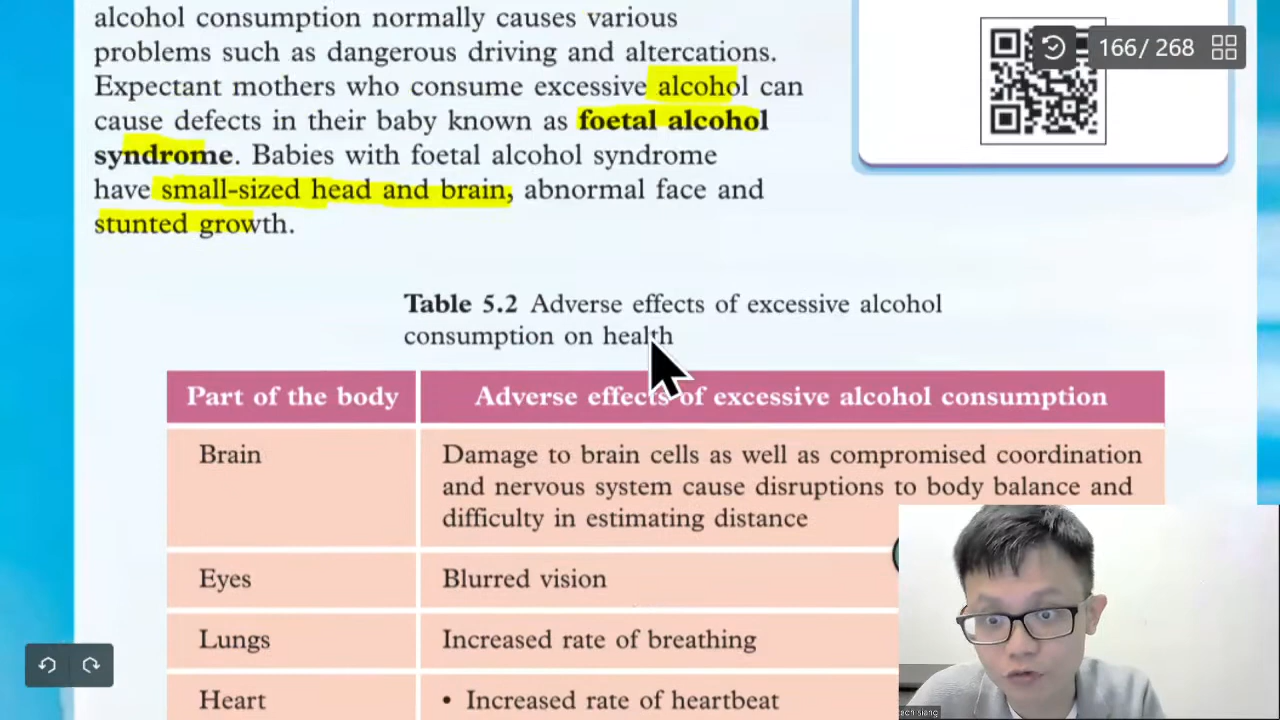 alcohol consumption normally causes various
problems such as dangerous driving and altercations.
Expectant mothers who consume excessive alcohol can
cause defects in their baby known as foetal alcohol
syndrome. Babies with foetal alcohol syndrome
have small-sized head and brain, abnormal face and
stunted growth.
166/ 268
Table 5.2 Adverse effects of excessive alcohol
consumption on health
Part of the body
Adverse effects of excessive alcohol consumption
Brain
Damage to brain cells as well as compromised coordination
and nervous system cause disruptions to body balance and
difficulty in estimating distance
Eyes
Blurred vision
Lungs
Increased rate of breathing
Heart
• Increased rate of heartbeat
siang